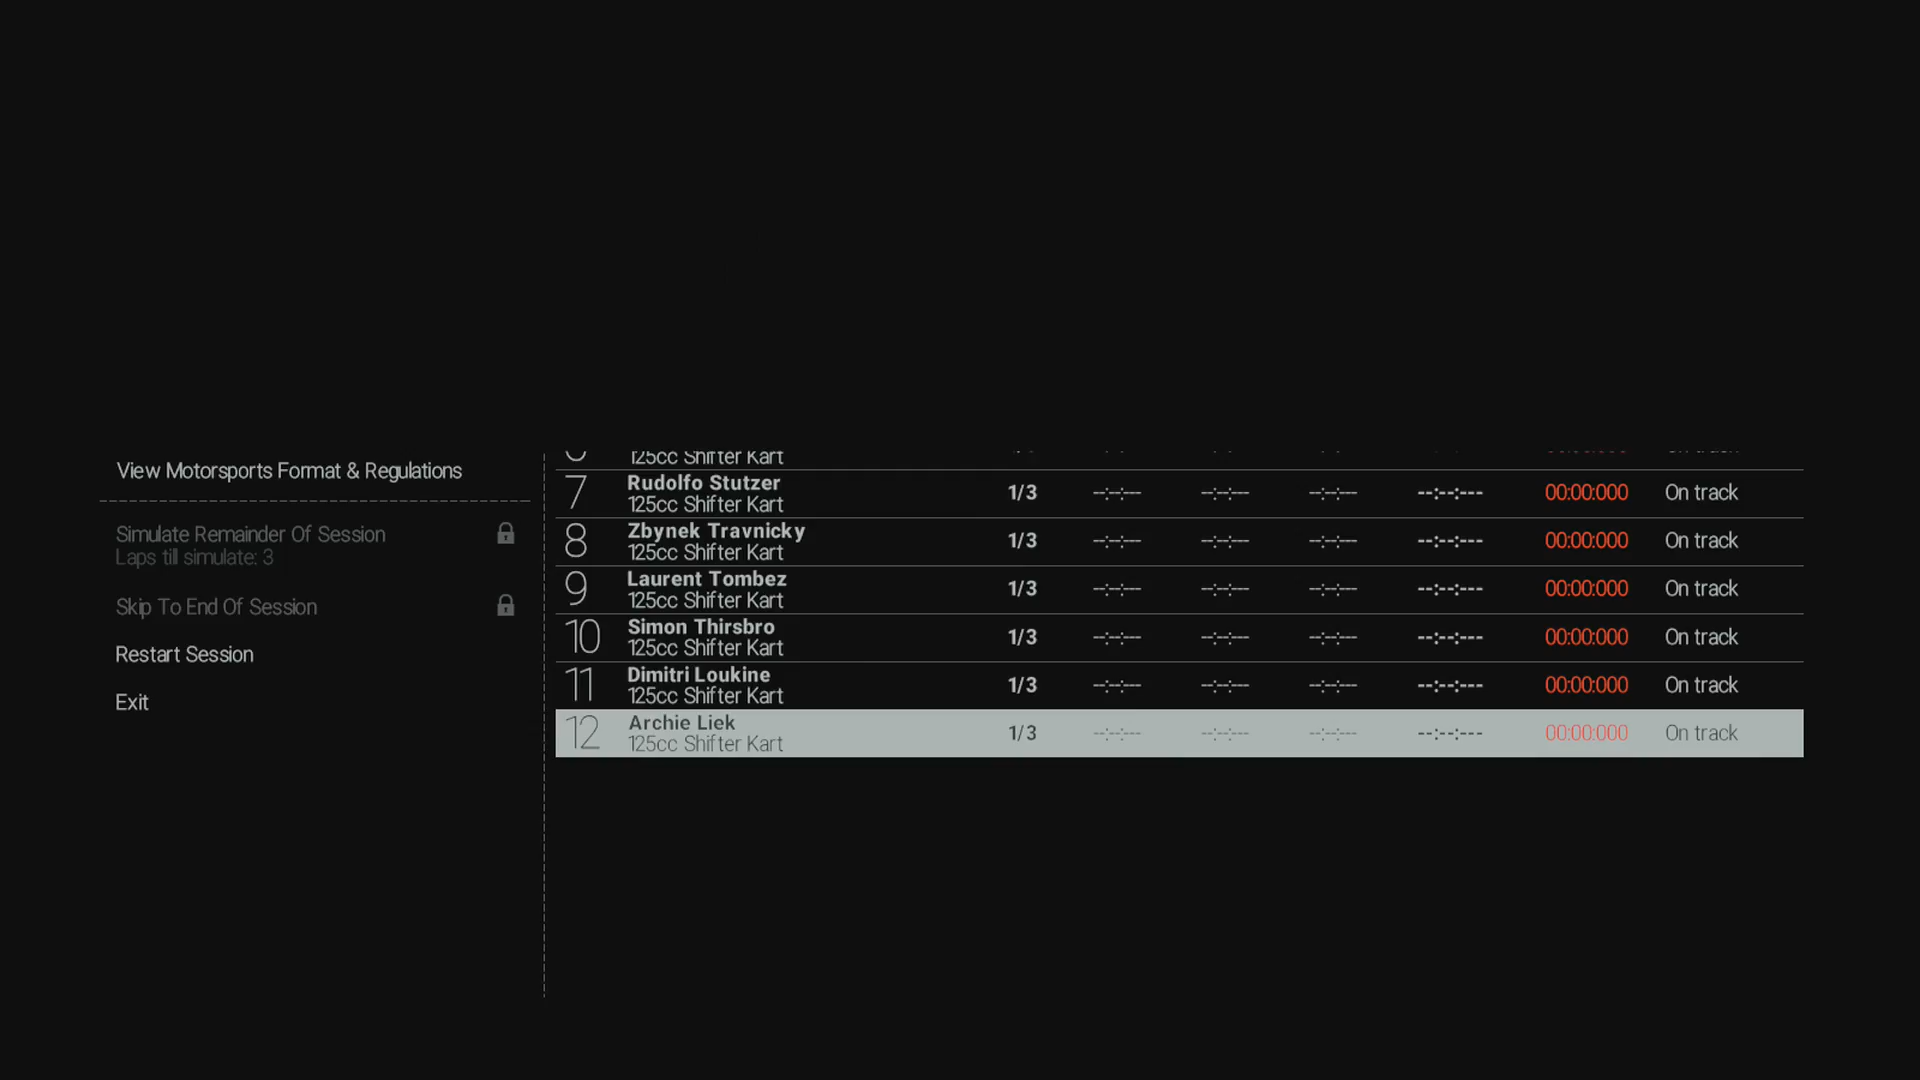 View Motorsports Format & Regulations
Simulate Remainder Of Session
Laps till simulate: 3
Skip To End Of Session
Restart Session
Exit
125cc Shifter Kart
7 Rudolfo Stutzer 1/3 --:--:--- --:--:--- --:--:--- --:--:--- 00:00:000 On track
125cc Shifter Kart
8 Zbynek Travnicky 1/3 --:--:--- --:--:--- --:--:--- --:--:--- 00:00:000 On track
125cc Shifter Kart
9 Laurent Tombez 1/3 --:--:--- --:--:--- --:--:--- --:--:--- 00:00:000 On track
125cc Shifter Kart
10 Simon Thirsbro 1/3 --:--:--- --:--:--- --:--:--- --:--:--- 00:00:000 On track
125cc Shifter Kart
11 Dimitri Loukine 1/3 --:--:--- --:--:--- --:--:--- --:--:--- 00:00:000 On track
125cc Shifter Kart
12 Archie Liek 1/3 --:--:--- --:--:--- --:--:--- --:--:--- 00:00:000 On track
125cc Shifter Kart